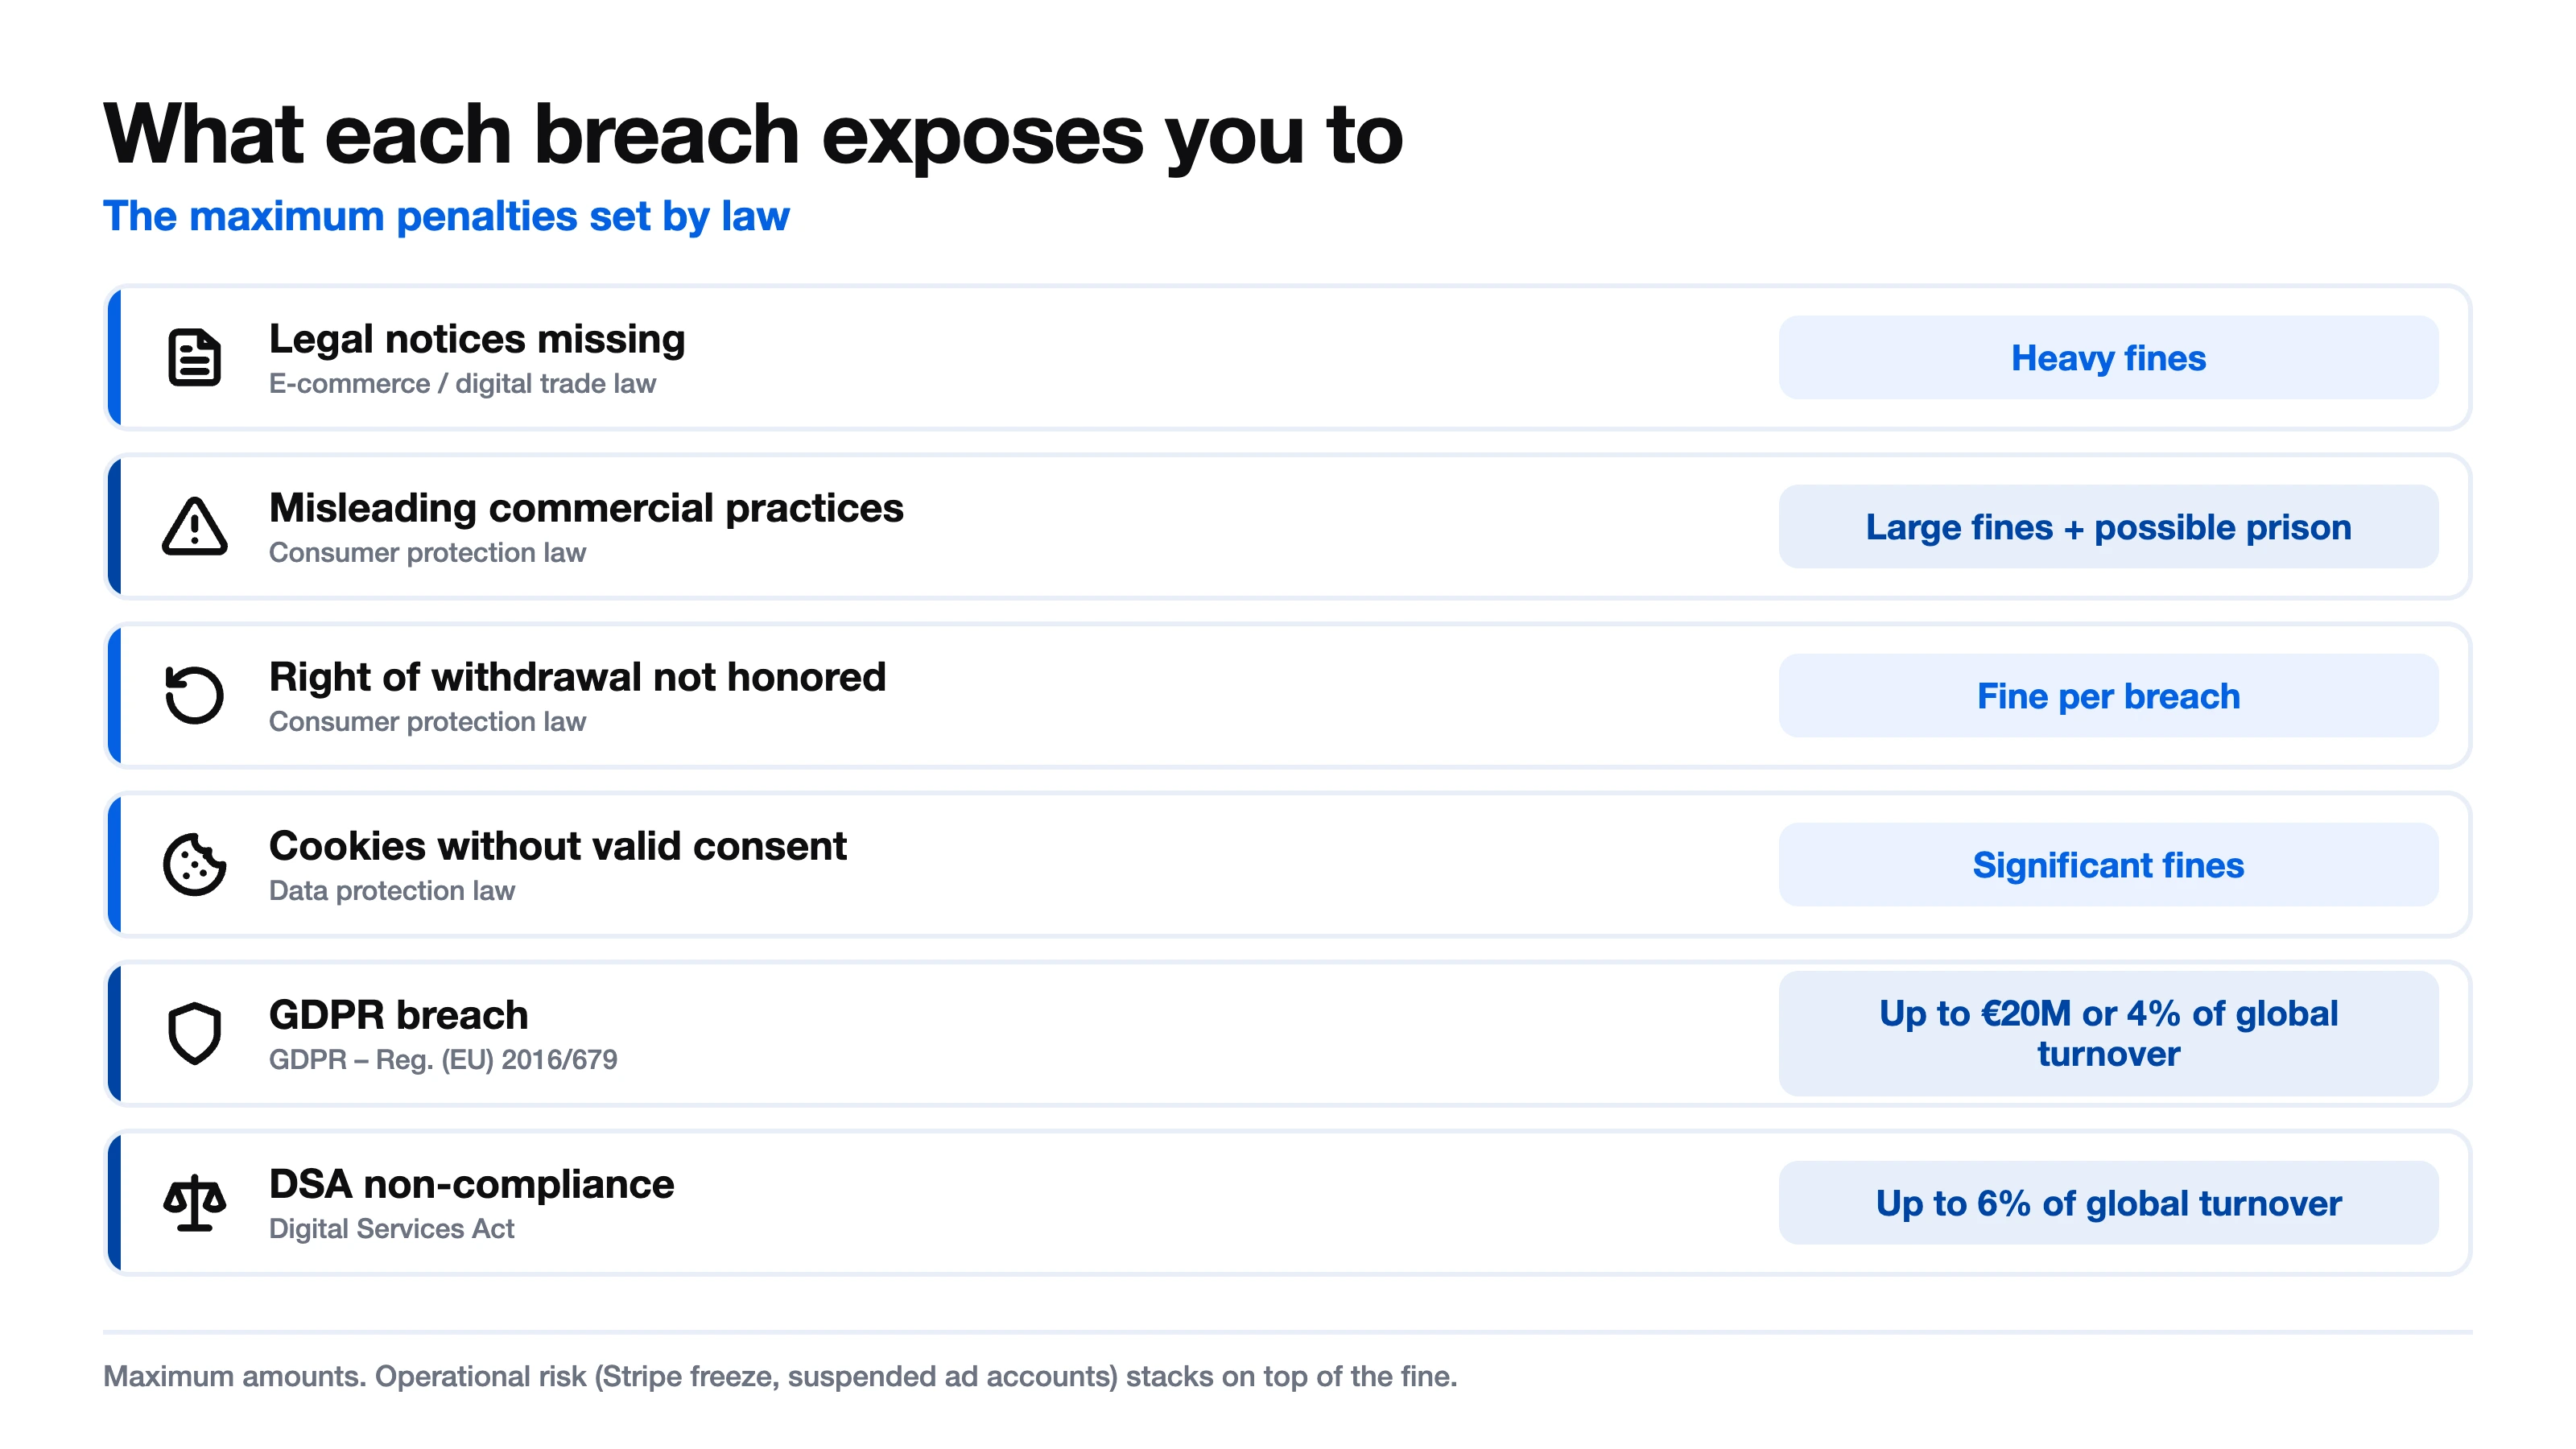 What each breach exposes you to
The maximum penalties set by law
Legal notices missing
E-commerce / digital trade law
Heavy fines
Misleading commercial practices
Consumer protection law
Large fines + possible prison
Right of withdrawal not honored
Consumer protection law
Fine per breach
Cookies without valid consent
Data protection law
Significant fines
GDPR breach
GDPR – Reg. (EU) 2016/679
Up to €20M or 4% of global
turnover
DSA non-compliance
Digital Services Act
Up to 6% of global turnover
Maximum amounts. Operational risk (Stripe freeze, suspended ad accounts) stacks on top of the fine.